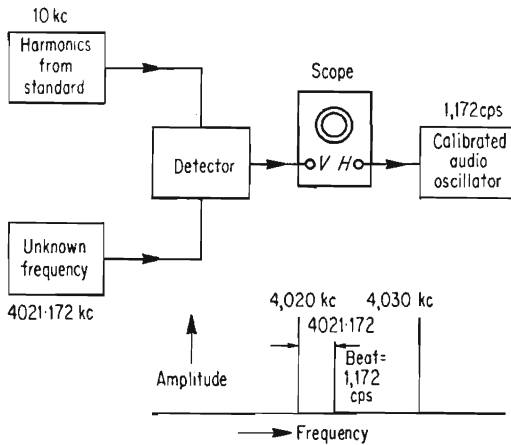 10 kc
Harmonics
from
standard
Scope
1,172cps
Detector
V H
Calibrated
audio
oscillator
Unknown
frequency
4021·172 kc
4,020 kc 4,030 kc
4021·172
Beat=
1,172
cps
Amplitude
Frequency